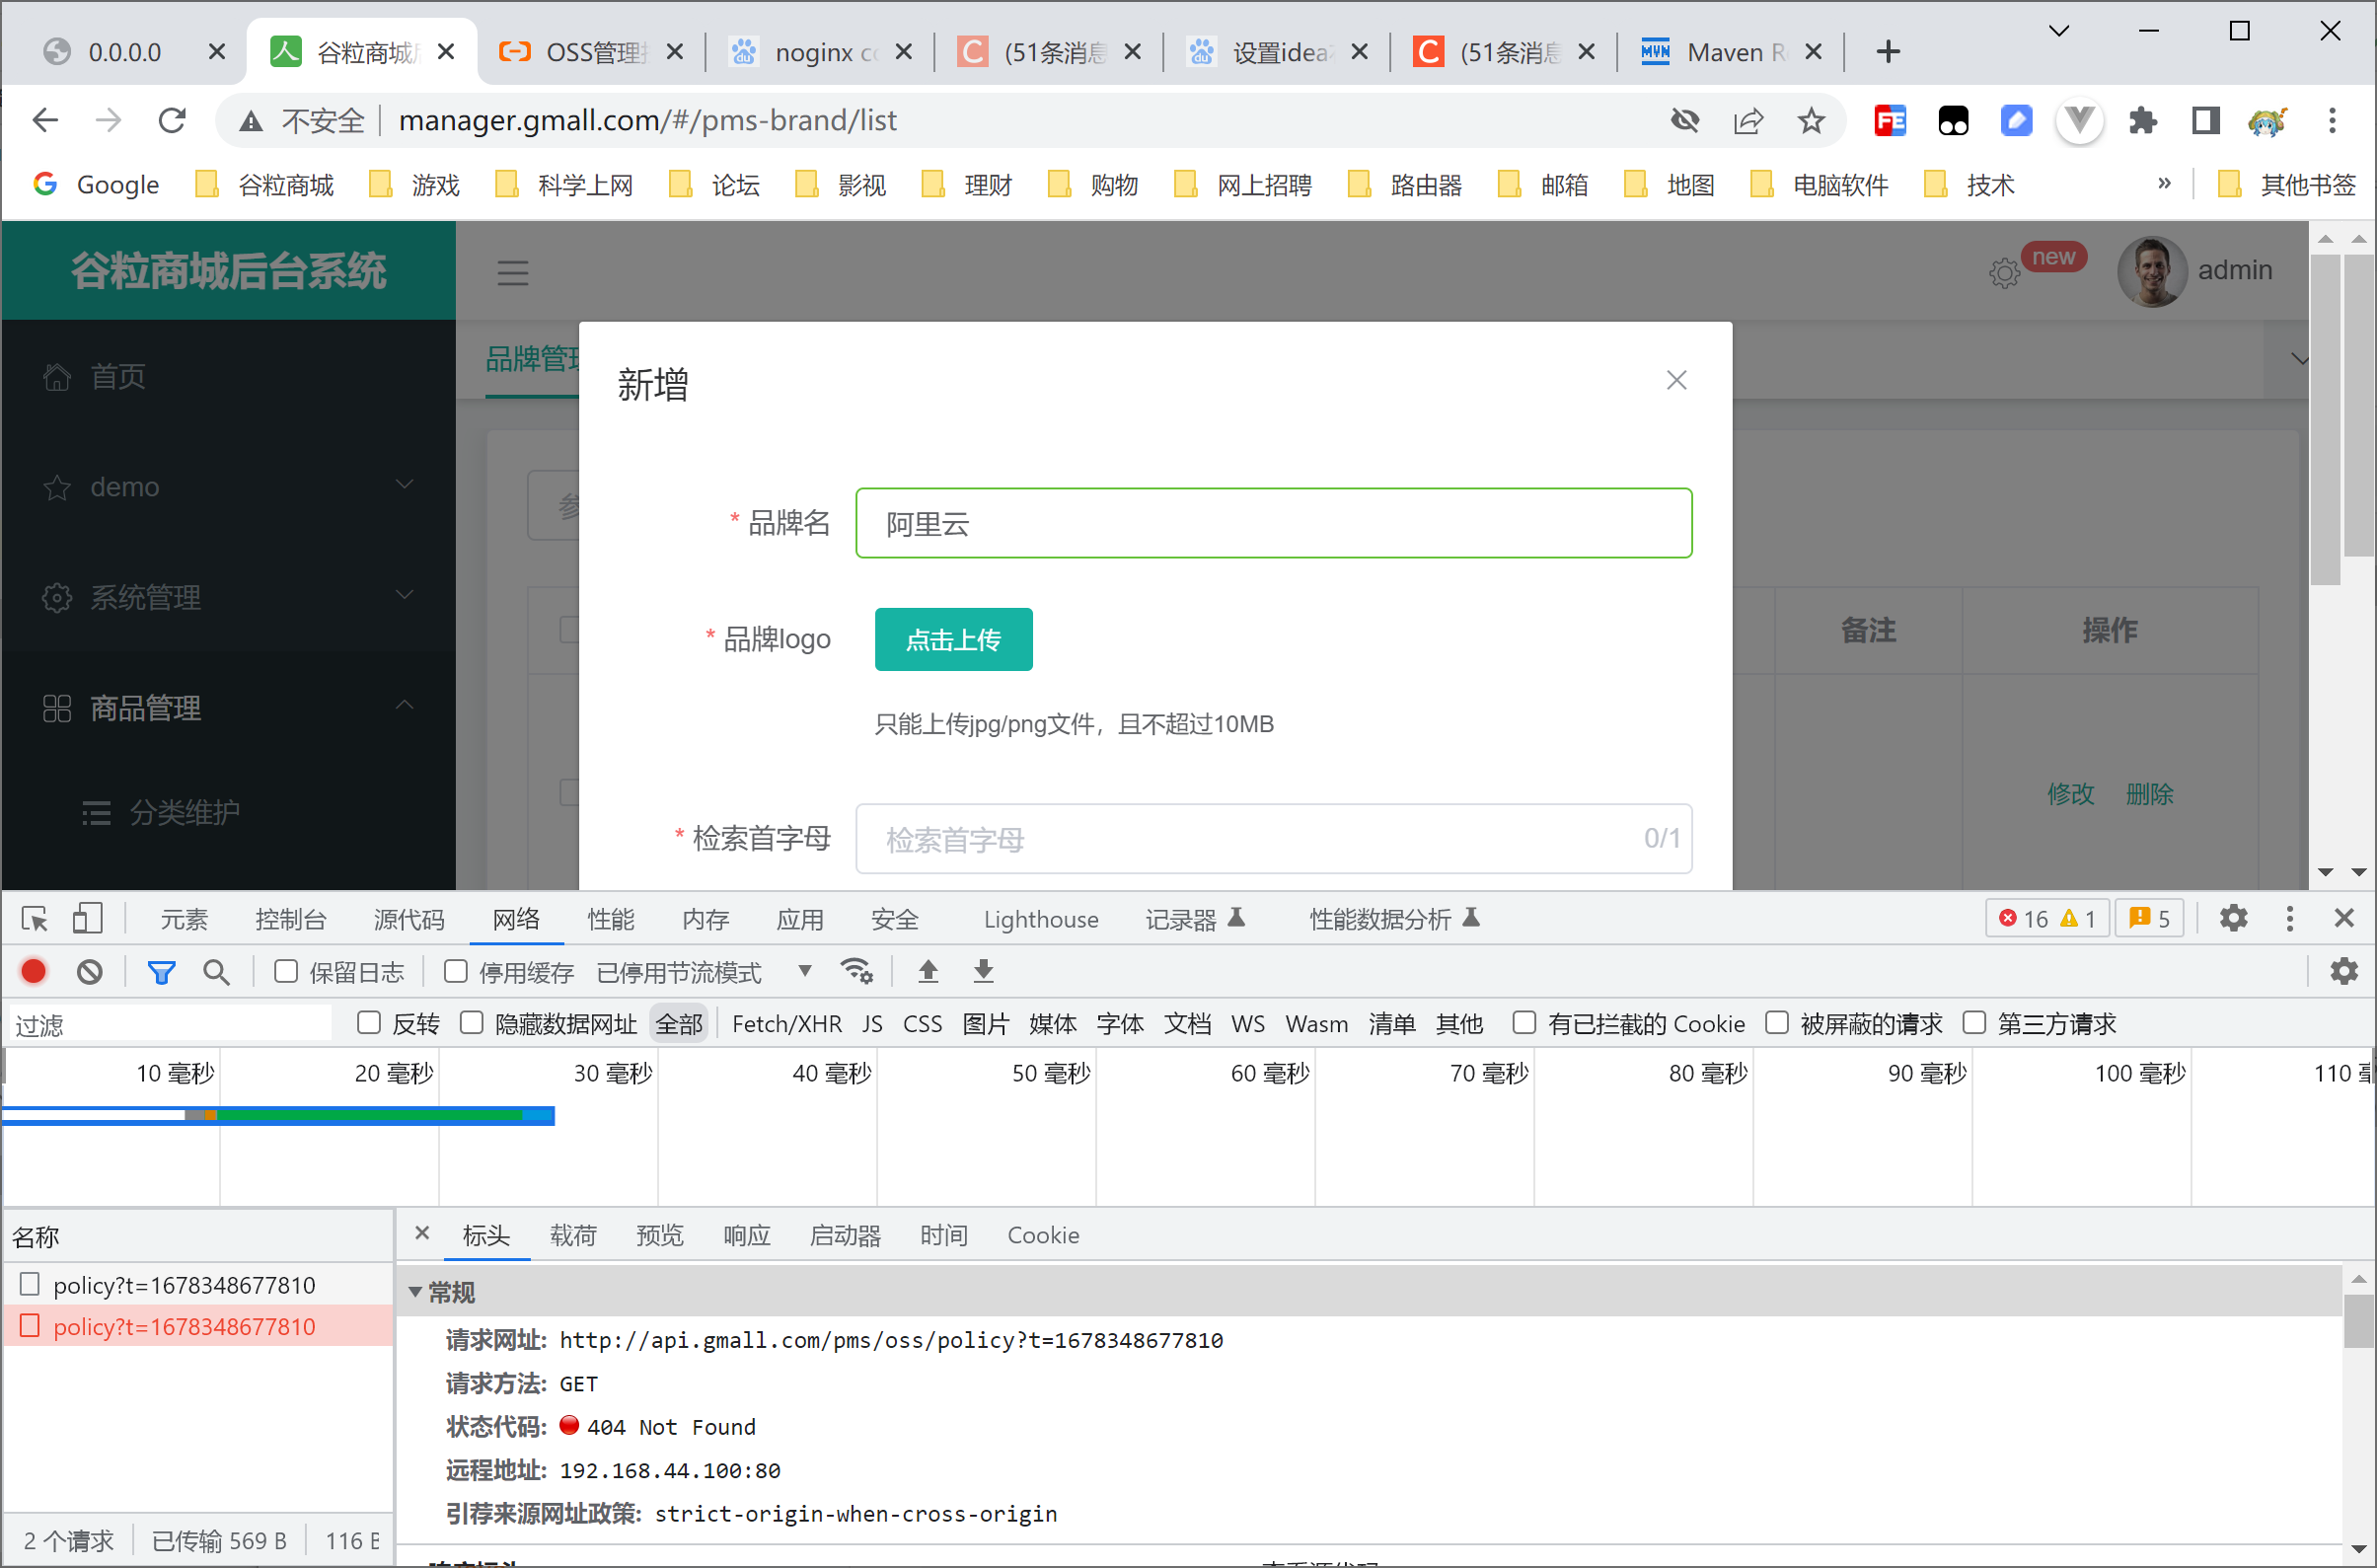 0.0.0.0 谷粒商城后 OSS管理控 noginx co (51条消息 设置idea (51条消息 Maven Re
不安全 manager.gmall.com/#/pms-brand/list
Google 谷粒商城 游戏 科学上网 论坛 影视 理财 购物 网上招聘 路由器 邮箱 地图 电脑软件 技术 » 其他书签
谷粒商城后台系统 new admin
首页
品牌管理
新增
demo
* 品牌名 阿里云
参
系统管理
* 品牌logo 点击上传
备注 操作
商品管理
只能上传jpg/png文件，且不超过10MB
修改 删除
分类维护
* 检索首字母 检索首字母 0/1
元素 控制台 源代码 网络 性能 内存 应用 安全 Lighthouse 记录器 性能数据分析 16 1 5
保留日志 停用缓存 已停用节流模式
过滤 反转 隐藏数据网址 全部 Fetch/XHR JS CSS 图片 媒体 字体 文档 WS Wasm 清单 其他 有已拦截的 Cookie 被屏蔽的请求 第三方请求
10 毫秒 20 毫秒 30 毫秒 40 毫秒 50 毫秒 60 毫秒 70 毫秒 80 毫秒 90 毫秒 100 毫秒 110 毫
名称
标头 载荷 预览 响应 启动器 时间 Cookie
policy?t=1678348677810
policy?t=1678348677810
常规
请求网址: http://api.gmall.com/pms/oss/policy?t=1678348677810
请求方法: GET
状态代码: 404 Not Found
远程地址: 192.168.44.100:80
引荐来源网址政策: strict-origin-when-cross-origin
2 个请求 已传输 569 B 116 B